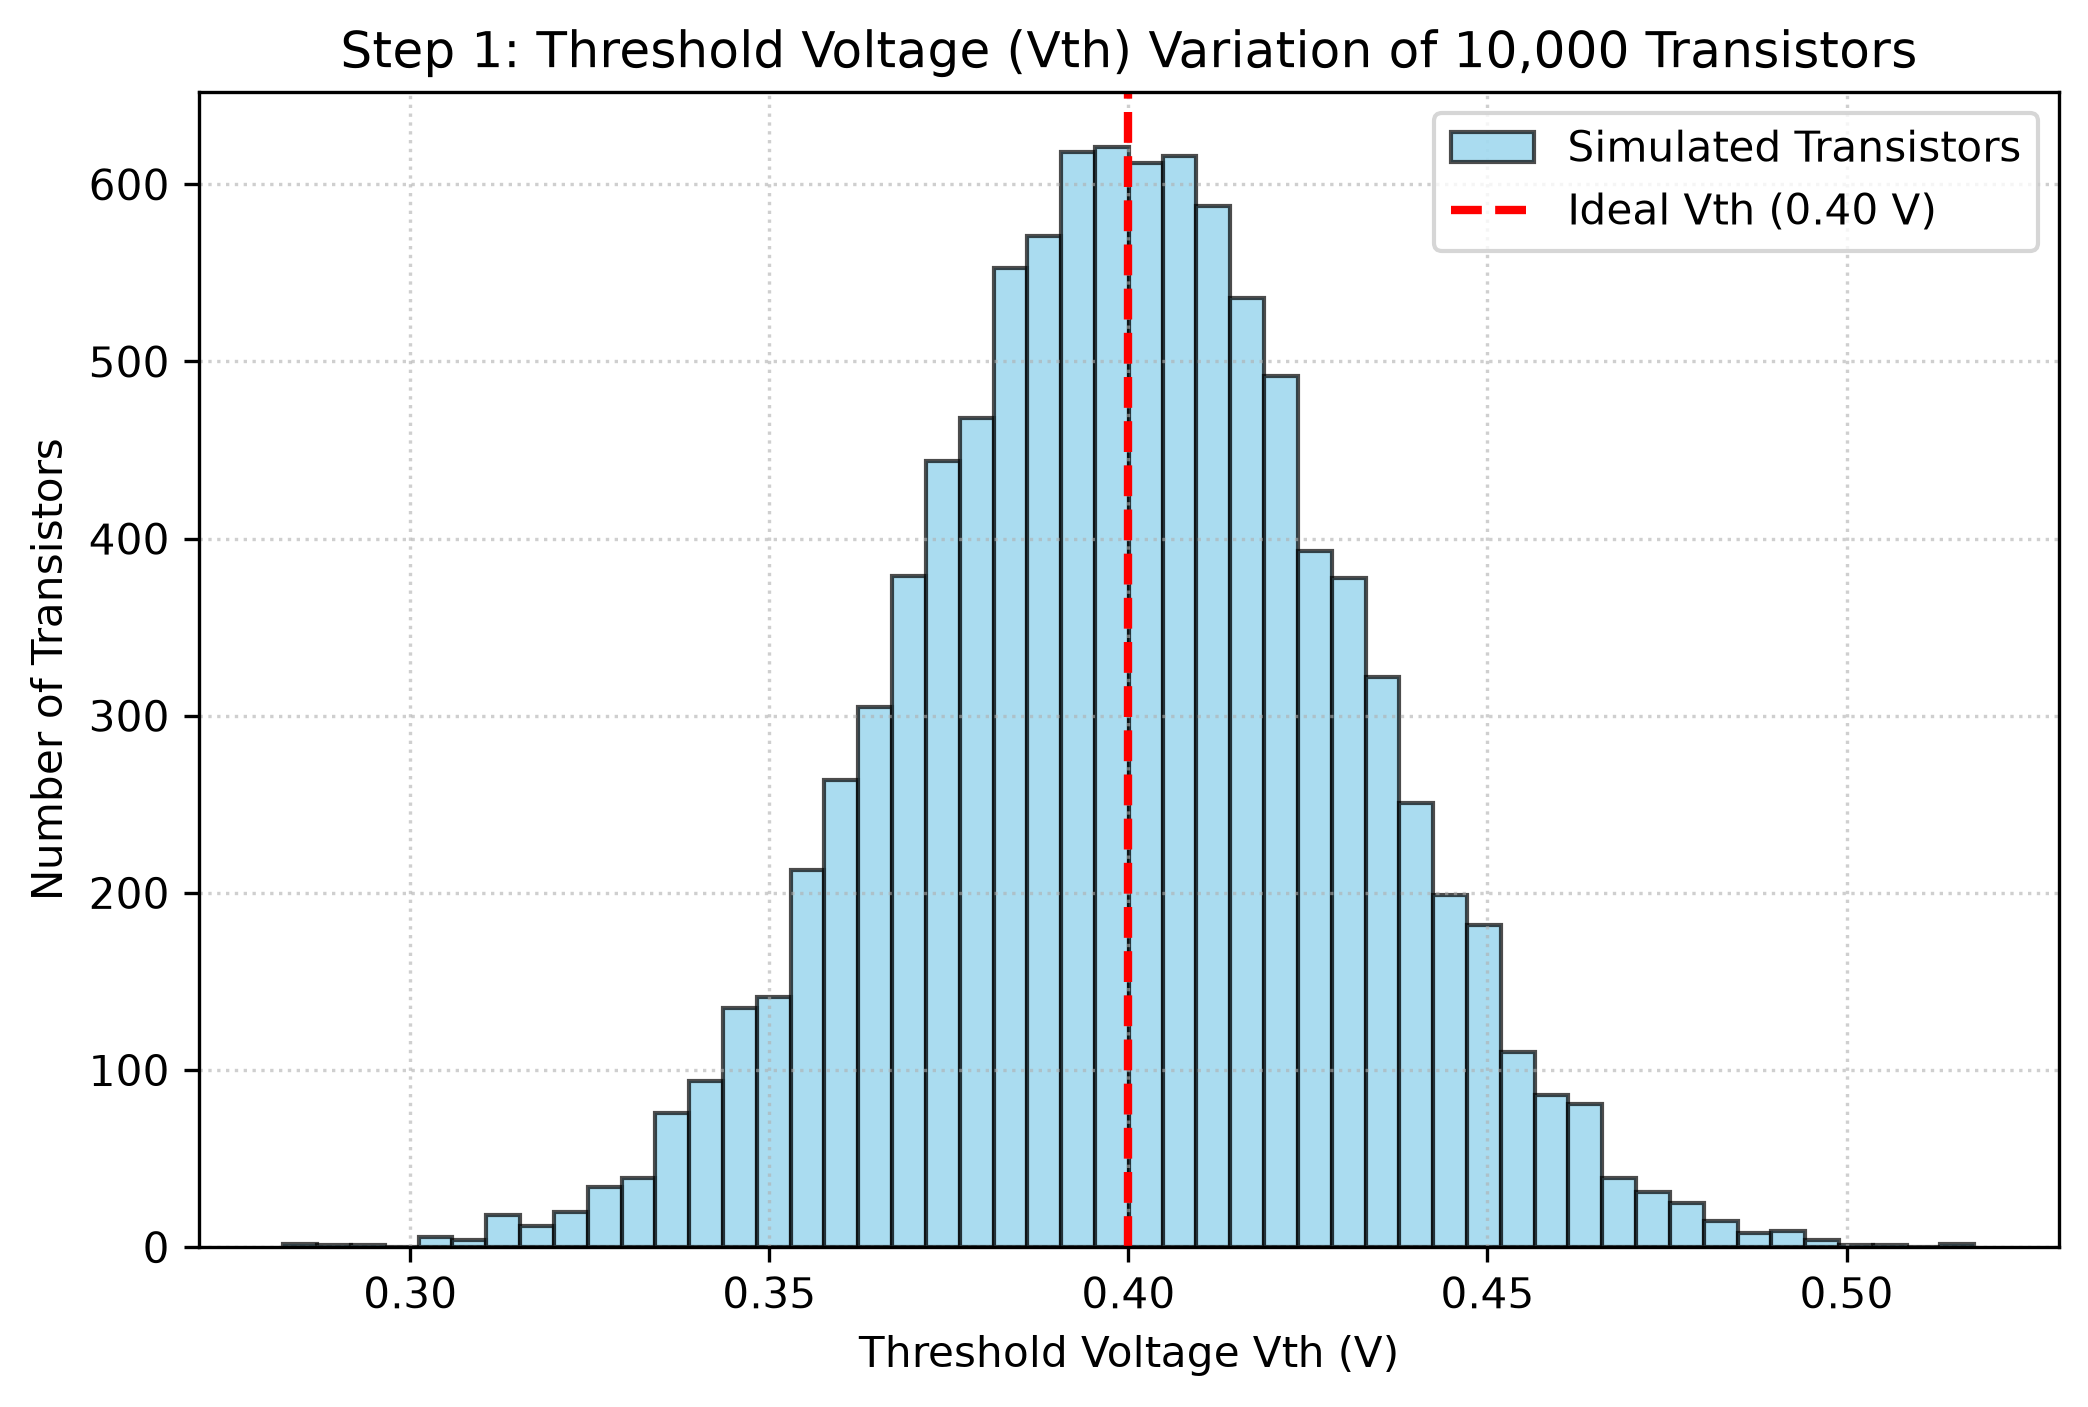 Step 1: Threshold Voltage (Vth) Variation of 10,000 Transistors
Simulated Transistors
Ideal Vth (0.40 V)
Number of Transistors
600
500
400
300
200
100
0
0.30 0.35 0.40 0.45 0.50
Threshold Voltage Vth (V)